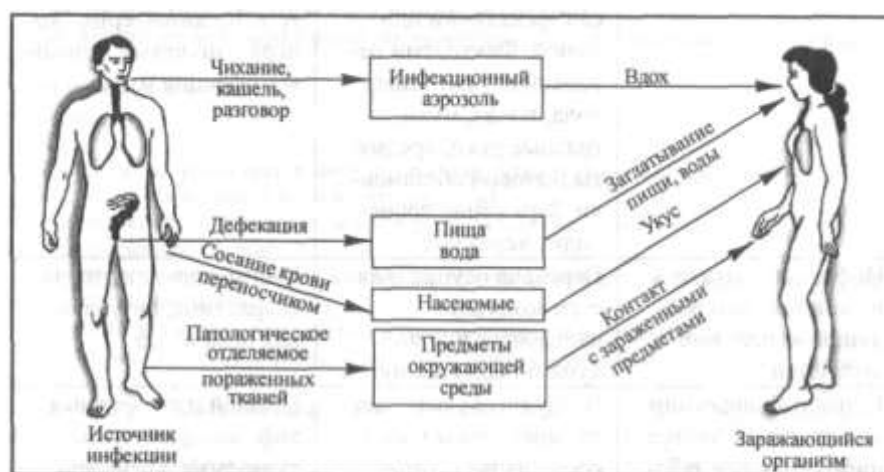 Чихание,
кашель,
разговор
Инфекционный
аэрозоль
Вдох
Заглатывание
пищи, воды
Дефекация
Пища
вода
Укус
Сосание крови
переносчиком
Насекомые
Контакт
с зараженными
предметами
Патологическое
отделяемое
пораженных
тканей
Предметы
окружающей
среды
Источник
инфекции
Заражающийся
организм